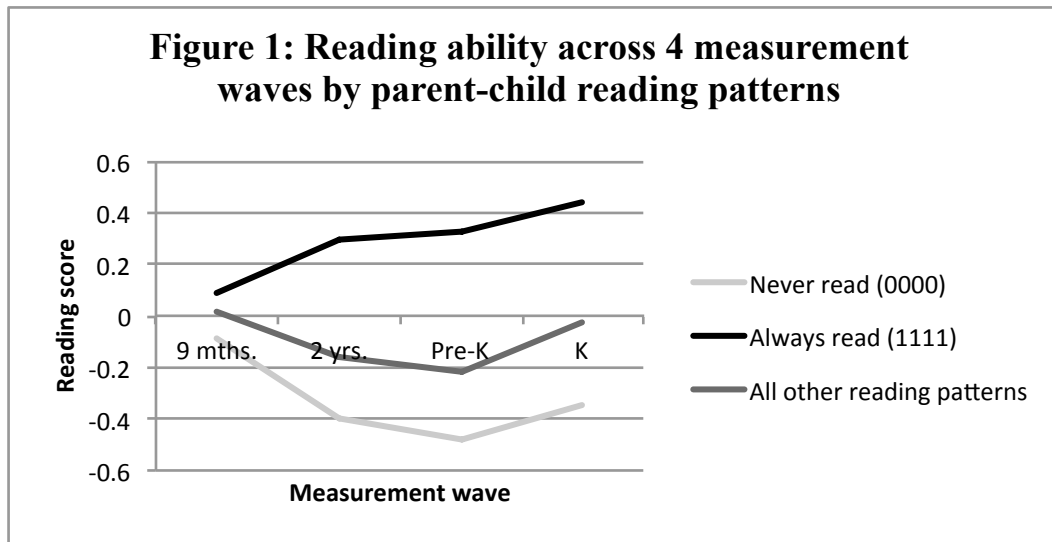 Figure 1: Reading ability across 4 measurement
waves by parent-child reading patterns
0.6
0.4
0.2
0
-0.2
-0.4
-0.6
Reading score
9 mths.
2 yrs.
Pre-K
K
Measurement wave
Never read (0000)
Always read (1111)
All other reading patterns